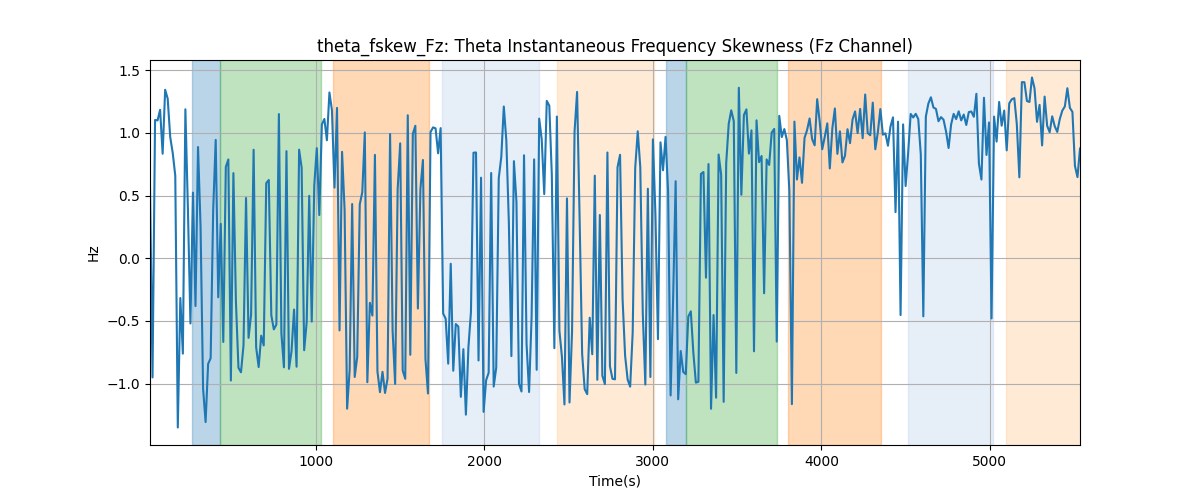 theta_fskew_Fz: Theta Instantaneous Frequency Skewness (Fz Channel)
1.5
1.0
0.5
0.0
−0.5
−1.0
Hz
1000 2000 3000 4000 5000
Time(s)